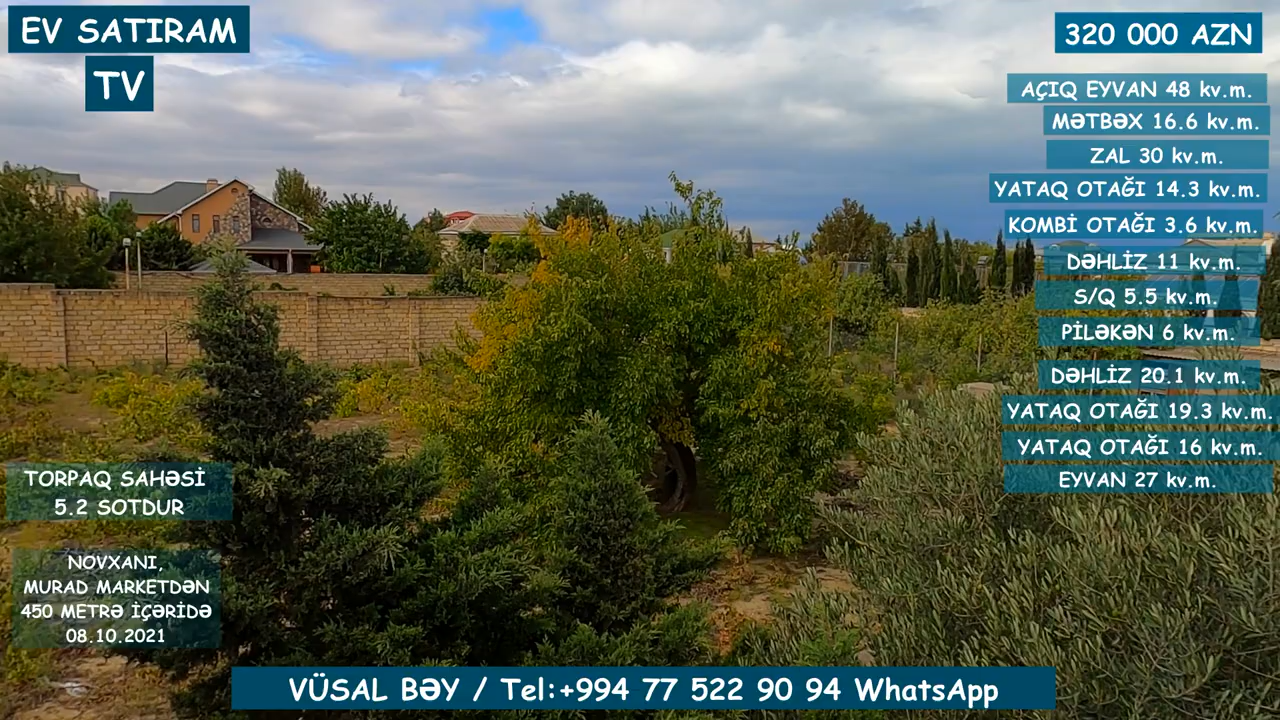 EV SATIRAM
TV
320 000 AZN
AÇIQ EYVAN 48 kv.m.
MƏTBƏX 16.6 kv.m.
ZAL 30 kv.m.
YATAQ OTAĞI 14.3 kv.m.
KOMBİ OTAĞI 3.6 kv.m.
DƏHLİZ 11 kv.m.
S/Q 5.5 kv.m.
PİLƏKƏN 6 kv.m.
DƏHLİZ 20.1 kv.m.
YATAQ OTAĞI 19.3 kv.m.
YATAQ OTAĞI 16 kv.m.
EYVAN 27 kv.m.
TORPAQ SAHƏSİ
5.2 SOTDUR
NOVXANI,
MURAD MARKETDƏN
450 METRƏ İÇƏRİDƏ
08.10.2021
VÜSAL BƏY / Tel:+994 77 522 90 94 WhatsApp